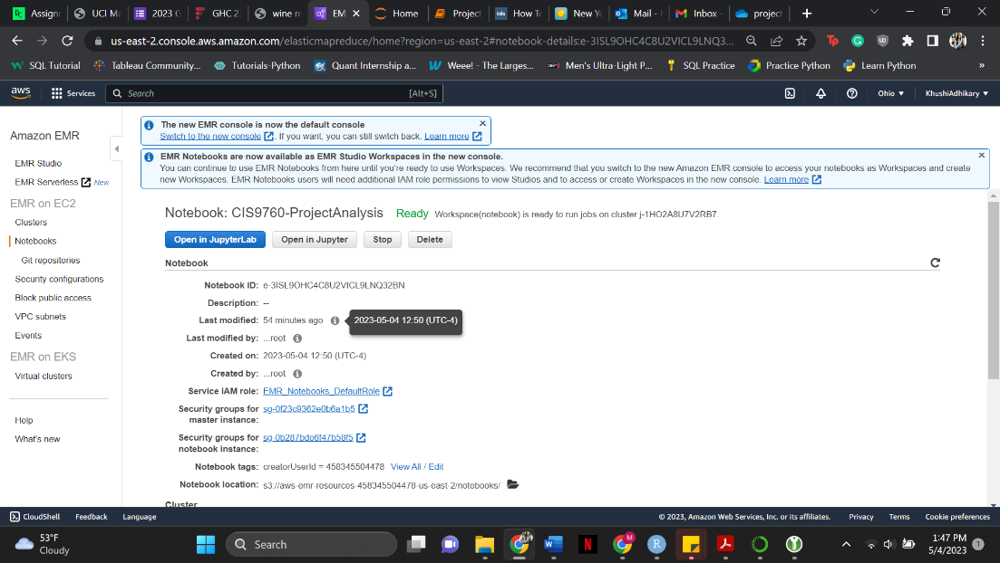 Assignn
UCI Ma
2023 G
GHC 23
wine re
EM
Home
Project
How To
New Yo
Mail -
Inbox -
project
us-east-2.console.aws.amazon.com/elasticmapreduce/home?region=us-east-2#notebook-details:e-3ISL9OHC4C8U2VICL9LNQ3...
SQL Tutorial
Tableau Community...
Tutorials-Python
Quant Internship a...
Weee! - The Larges...
Men's Ultra-Light P...
SQL Practice
Practice Python
Learn Python
»
aws
Services
Search
[Alt+S]
Ohio
KhushiAdhikary
Amazon EMR
EMR Studio
EMR Serverless New
EMR on EC2
Clusters
Notebooks
Git repositories
Security configurations
Block public access
VPC subnets
Events
EMR on EKS
Virtual clusters
Help
What's new
The new EMR console is now the default console
Switch to the new console . If you want, you can still switch back. Learn more
EMR Notebooks are now available as EMR Studio Workspaces in the new console.
You can continue to use EMR Notebooks from here until you're ready to use Workspaces. We recommend that you switch to the new Amazon EMR console to access your notebooks as Workspaces and create
new Workspaces. EMR Notebooks users will need additional IAM role permissions to view Studios and to access or create Workspaces in the new console. Learn more
Notebook: CIS9760-ProjectAnalysis Ready Workspace(notebook) is ready to run jobs on cluster j-1HO2A8U7V2RB7.
Open in JupyterLab
Open in Jupyter
Stop
Delete
Notebook
Notebook ID: e-3ISL9OHC4C8U2VICL9LNQ32BN
Description: --
Last modified: 54 minutes ago
2023-05-04 12:50 (UTC-4)
Last modified by: ...root
Created on: 2023-05-04 12:50 (UTC-4)
Created by: ...root
Service IAM role: EMR_Notebooks_DefaultRole
Security groups for master instance: sg-0f23c9362e0b6a1b5
Security groups for notebook instance: sg-0b287bde6f47b58f5
Notebook tags: creatorUserId = 458345504478 View All / Edit
Notebook location: s3://aws-emr-resources-458345504478-us-east-2/notebooks/
Cluster
CloudShell
Feedback
Language
© 2023, Amazon Web Services, Inc. or its affiliates.
Privacy
Terms
Cookie preferences
53°F
Cloudy
Search
1:47 PM
5/4/2023
1